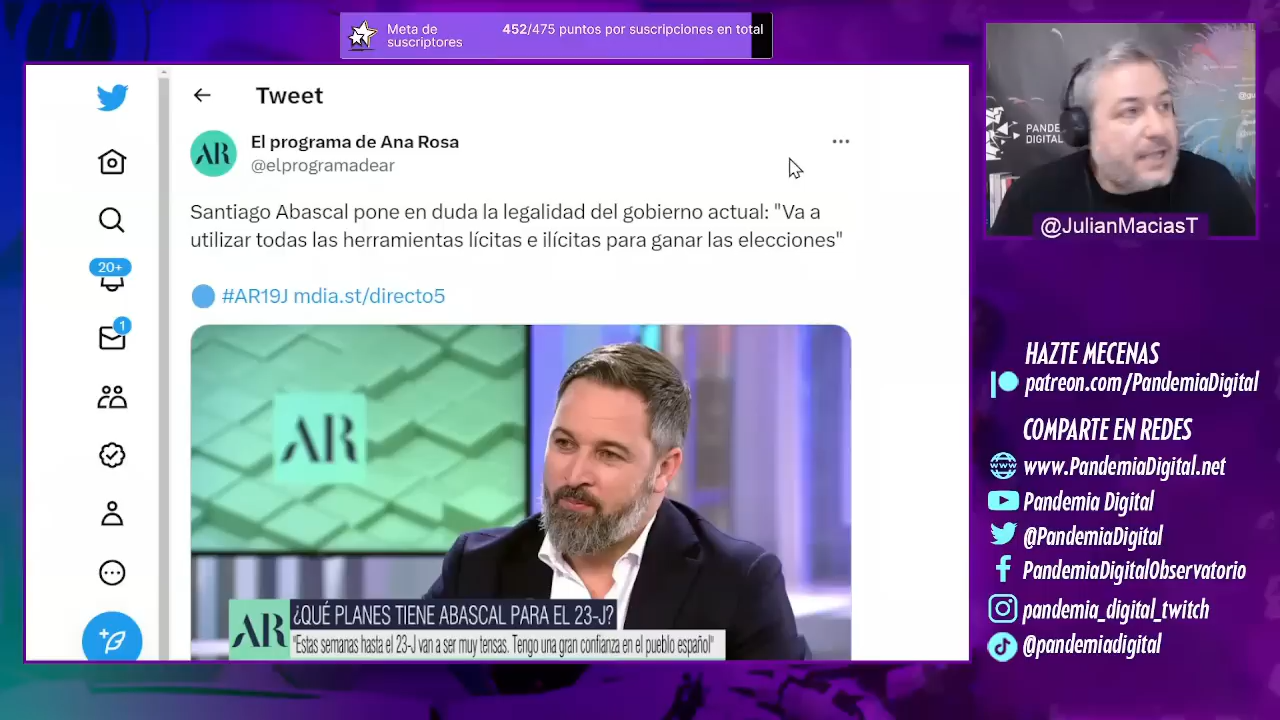 Meta de
suscriptores
452/475 puntos por suscripciones en total
Tweet
El programa de Ana Rosa
@elprogramadear
Santiago Abascal pone en duda la legalidad del gobierno actual: "Va a
utilizar todas las herramientas lícitas e ilícitas para ganar las elecciones"
#AR19J mdia.st/directo5
20+
1
AR
AR
AR
¿QUÉ PLANES TIENE ABASCAL PARA EL 23-J?
"Estas semanas hasta el 23-J van a ser muy tensas. Tengo una gran confianza en el pueblo español"
PANDE
DIGITAL
@JulianMaciasT
HAZTE MECENAS
patreon.com/PandemiaDigital
COMPARTE EN REDES
www.PandemiaDigital.net
Pandemia Digital
@PandemiaDigital
PandemiaDigitalObservatorio
pandemia_digital_twitch
@pandemiadigital